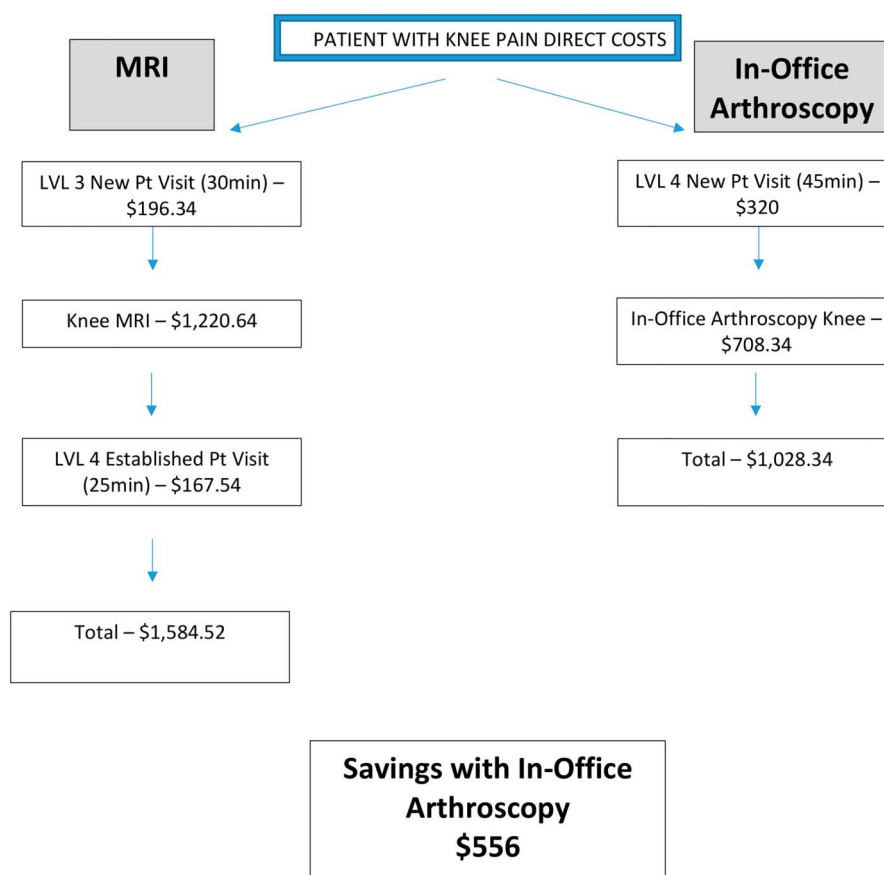 PATIENT WITH KNEE PAIN DIRECT COSTS
MRI
LVL 3 New Pt Visit (30min) –
$196.34
Knee MRI – $1,220.64
LVL 4 Established Pt Visit
(25min) – $167.54
Total – $1,584.52
In-Office
Arthroscopy
LVL 4 New Pt Visit (45min) –
$320
In-Office Arthroscopy Knee –
$708.34
Total – $1,028.34
Savings with In-Office
Arthroscopy
$556